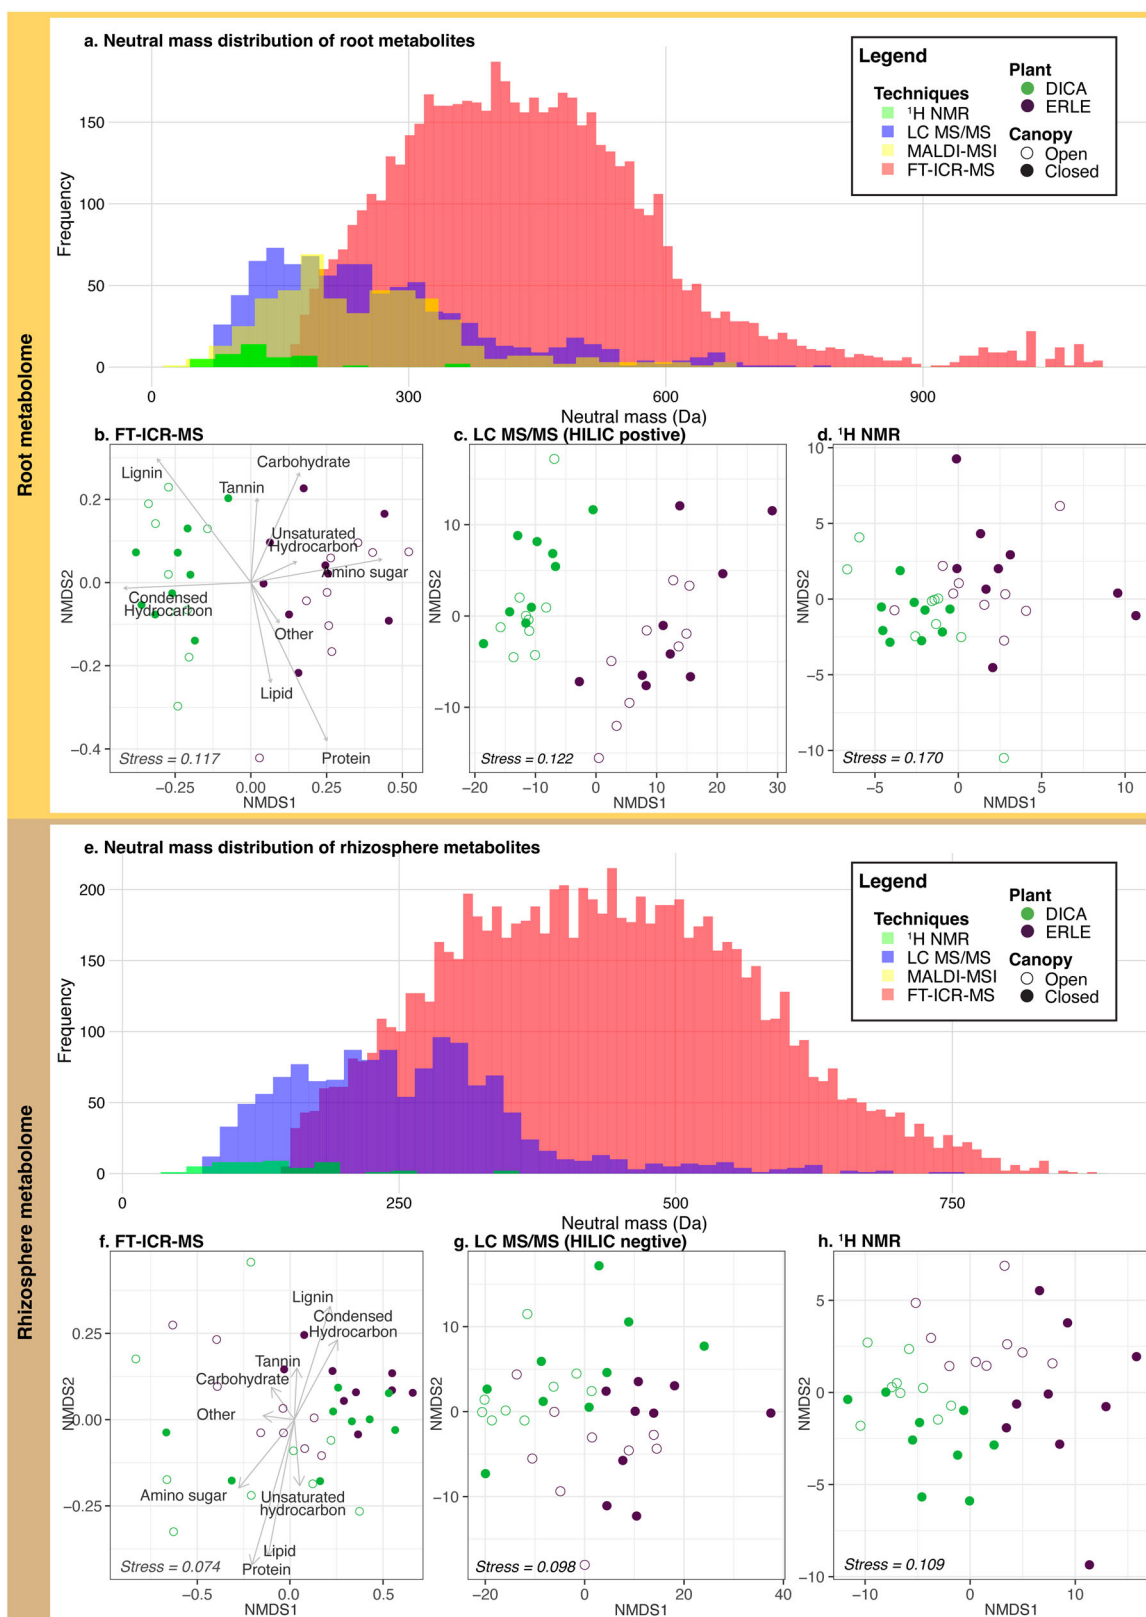 Root metabolome
a. Neutral mass distribution of root metabolites
Legend
Techniques
¹H NMR
LC MS/MS
MALDI-MSI
FT-ICR-MS
Plant
DICA
ERLE
Canopy
Open
Closed
Frequency
150
100
50
0
0 300 600 900
Neutral mass (Da)
b. FT-ICR-MS
Lignin
Carbohydrate
Tannin
Unsaturated
Hydrocarbon
Amino sugar
Condensed
Hydrocarbon
Other
Lipid
Protein
Stress = 0.117
NMDS2
0.2
0.0
−0.2
−0.4
−0.25 0.00 0.25 0.50
NMDS1
c. LC MS/MS (HILIC postive)
NMDS2
10
0
−10
Stress = 0.122
−20 −10 0 10 20 30
NMDS1
d. ¹H NMR
NMDS2
10
5
0
−5
−10
Stress = 0.170
−5 0 5 10
NMDS1
Rhizosphere metabolome
e. Neutral mass distribution of rhizosphere metabolites
Legend
Techniques
¹H NMR
LC MS/MS
MALDI-MSI
FT-ICR-MS
Plant
DICA
ERLE
Canopy
Open
Closed
Frequency
200
150
100
50
0
0 250 500 750
Neutral mass (Da)
f. FT-ICR-MS
Lignin
Condensed
Hydrocarbon
Tannin
Carbohydrate
Other
Amino sugar
Unsaturated
hydrocarbon
Lipid
Protein
Stress = 0.074
NMDS2
0.25
0.00
−0.25
−0.5 0.0 0.5
NMDS1
g. LC MS/MS (HILIC negtive)
NMDS2
10
0
−10
Stress = 0.098
−20 0 20 40
NMDS1
h. ¹H NMR
NMDS2
5
0
−5
−10
Stress = 0.109
−10 0 10
NMDS1